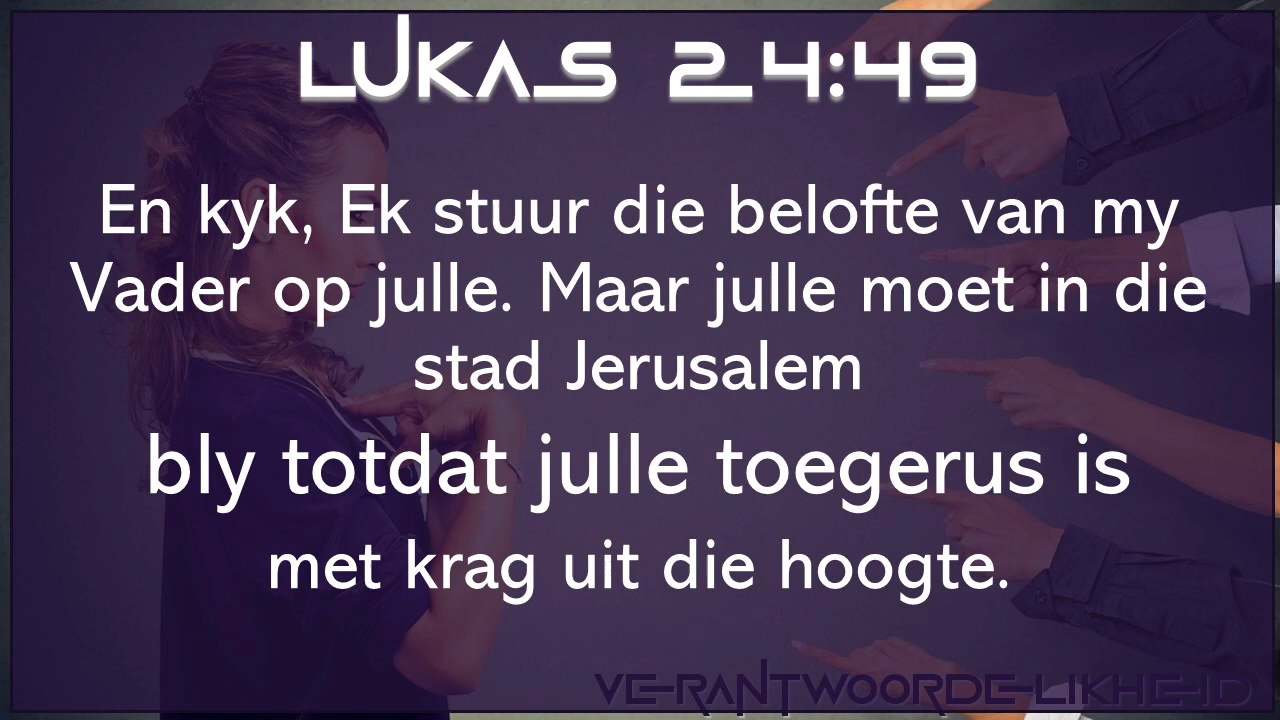 LUKAS 24:49
En kyk, Ek stuur die belofte van my
Vader op julle. Maar julle moet in die
stad Jerusalem
bly totdat julle toegerus is
met krag uit die hoogte.
VERANTWOORDELIKHEID